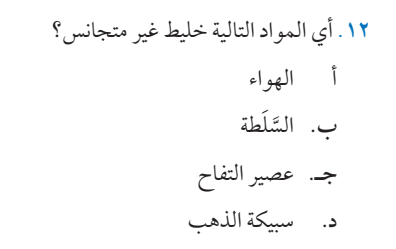 ١٢. أي المواد التالية خليط غير متجانس؟
أ الهواء
ب. السَّلَطة
جـ. عصير التفاح
د. سبيكة الذهب